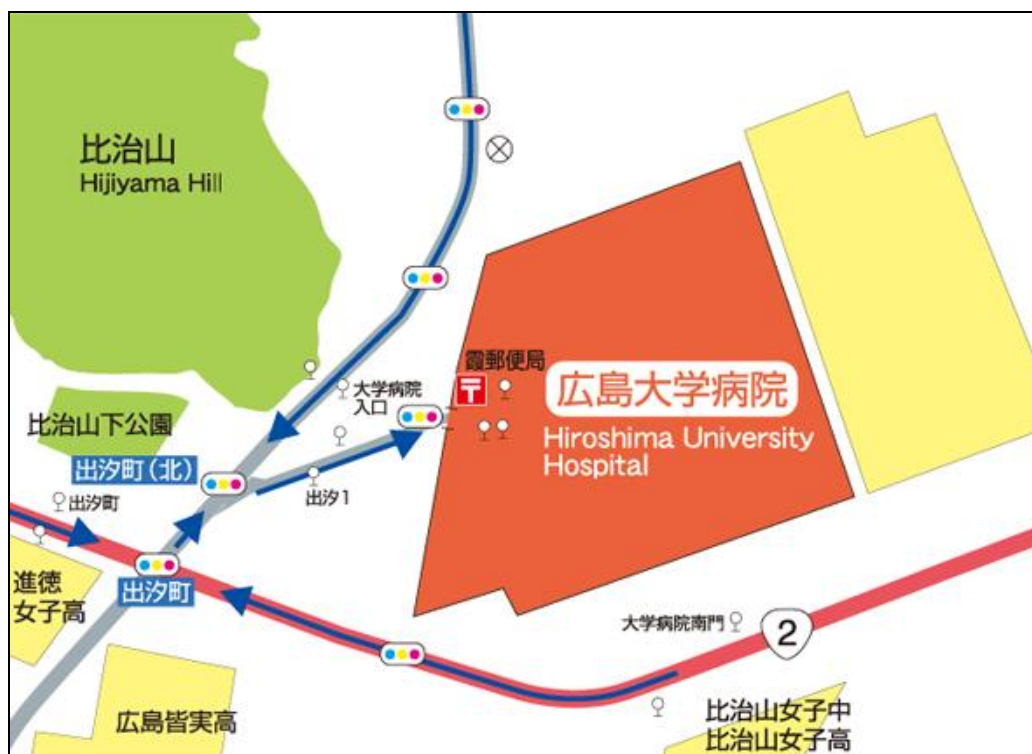 比治山
Hijiyama Hill
霞郵便局
大学病院
入口
広島大学病院
Hiroshima University
Hospital
比治山下公園
出汐町(北)
出汐1
出汐町
進徳
女子高
出汐町
大学病院南門
2
広島皆実高
比治山女子中
比治山女子高